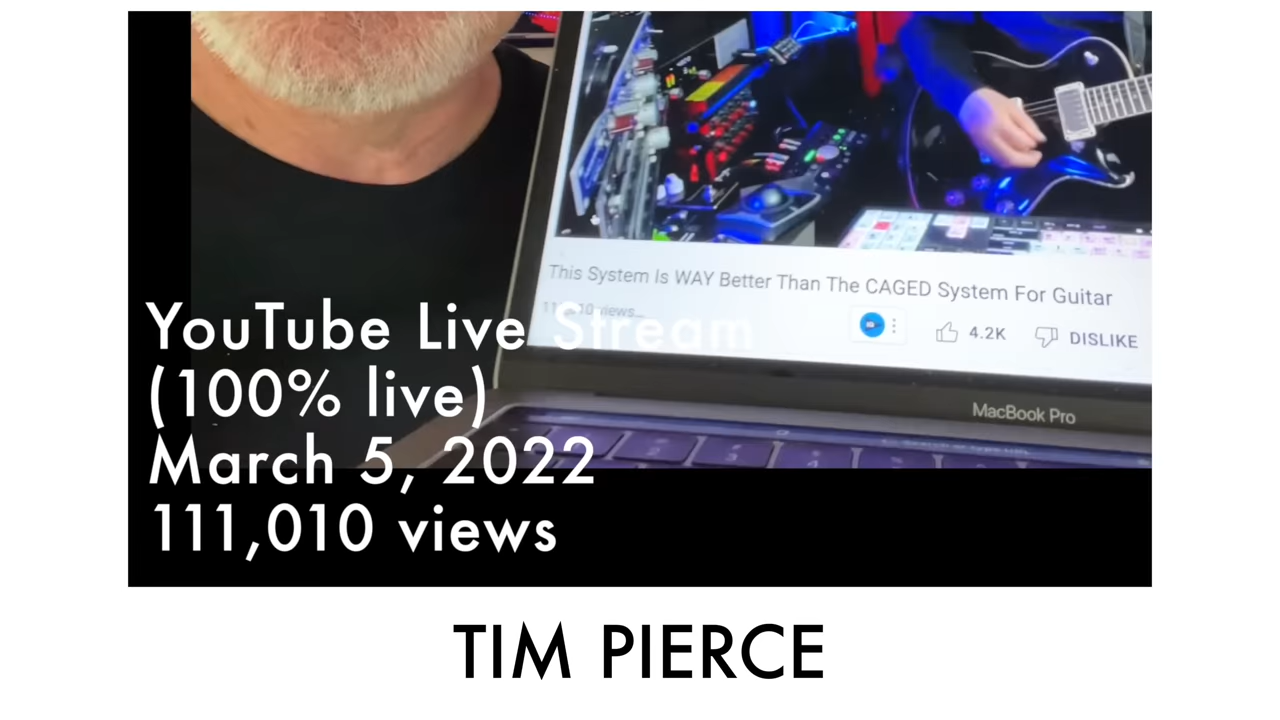 This System Is WAY Better Than The CAGED System For Guitar
4.2K DISLIKE
MacBook Pro
YouTube Live Stream
(100% live)
March 5, 2022
111,010 views
TIM PIERCE